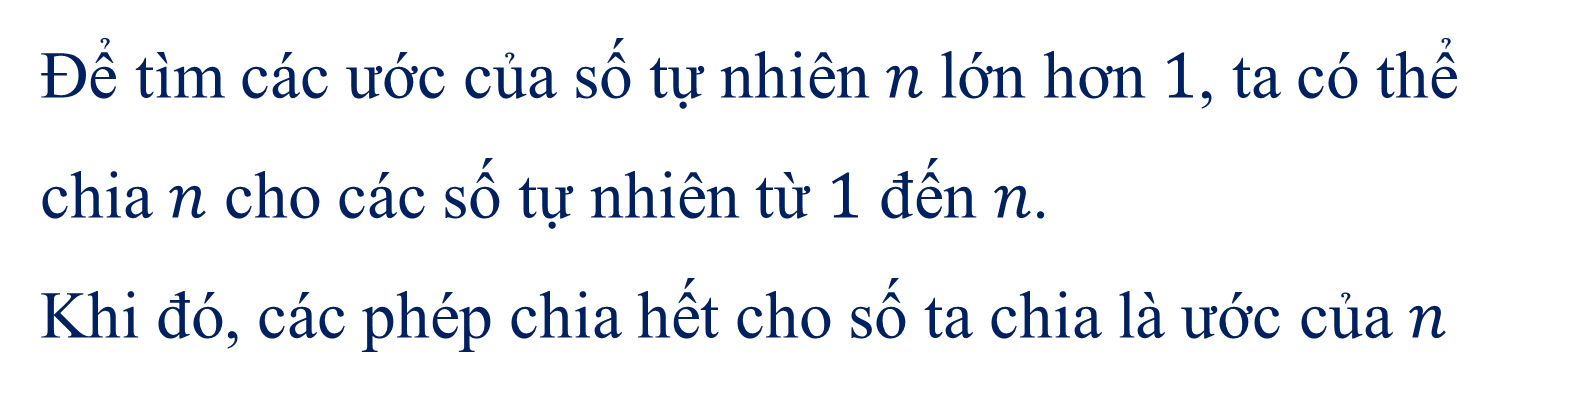 Để tìm các ước của số tự nhiên n lớn hơn 1, ta có thể
chia n cho các số tự nhiên từ 1 đến n.
Khi đó, các phép chia hết cho số ta chia là ước của n